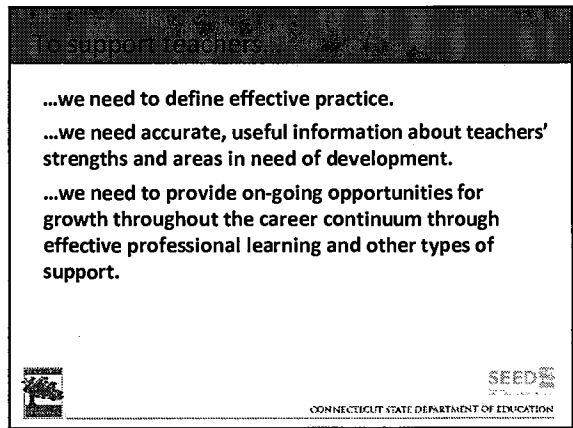 To support teachers...
...we need to define effective practice.
...we need accurate, useful information about teachers'
strengths and areas in need of development.
...we need to provide on-going opportunities for
growth throughout the career continuum through
effective professional learning and other types of
support.
SEED
CONNECTICUT STATE DEPARTMENT OF EDUCATION